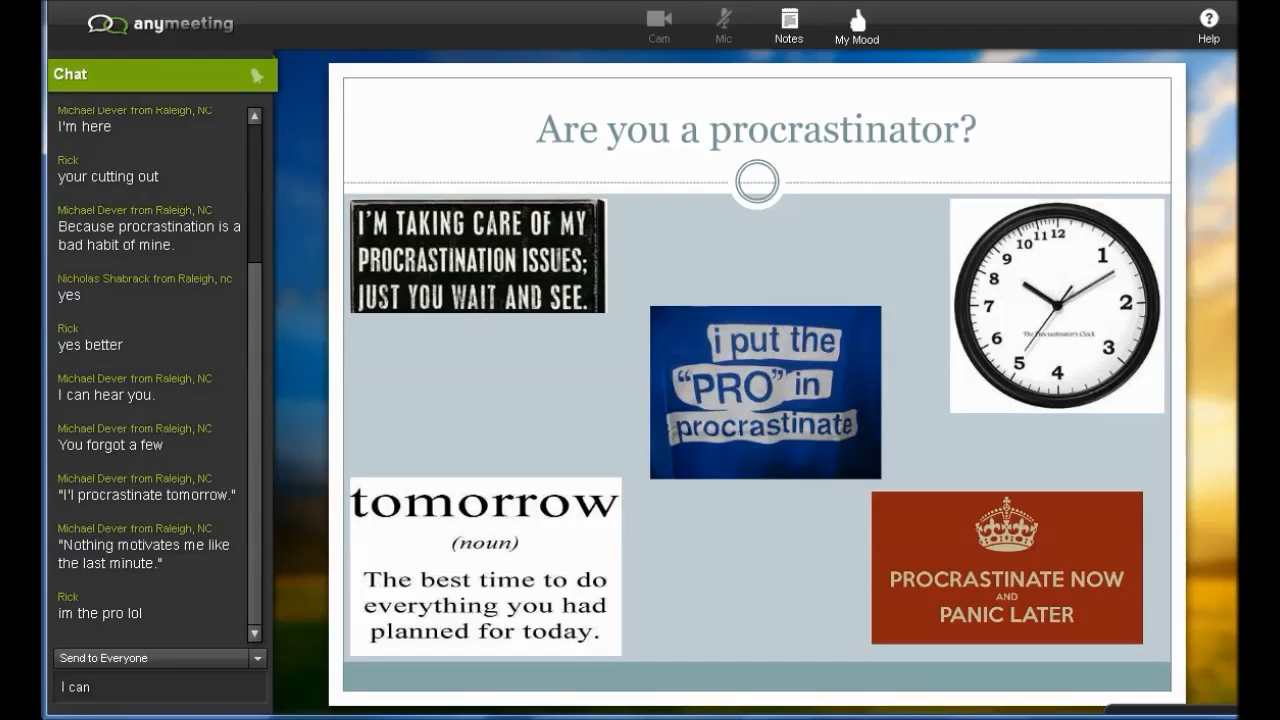 anymeeting
Cam
Mic
Notes
My Mood
Help
Chat
Michael Dever from Raleigh, NC
I'm here
Rick
your cutting out
Michael Dever from Raleigh, NC
Because procrastination is a
bad habit of mine.
Nicholas Shabrack from Raleigh, nc
yes
Rick
yes better
Michael Dever from Raleigh, NC
I can hear you.
Michael Dever from Raleigh, NC
You forgot a few
Michael Dever from Raleigh, NC
"I'l procrastinate tomorrow."
Michael Dever from Raleigh, NC
"Nothing motivates me like
the last minute."
Rick
im the pro lol
Send to Everyone
I can
Are you a procrastinator?
I'M TAKING CARE OF MY
PROCRASTINATION ISSUES;
JUST YOU WAIT AND SEE.
i put the
"PRO" in
procrastinate
12
1
2
3
4
5
6
7
8
9
10
11
The Procrastinator's Clock
tomorrow
(noun)
The best time to do
everything you had
planned for today.
PROCRASTINATE NOW
AND
PANIC LATER